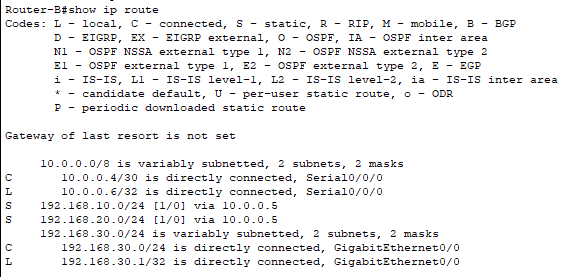 Router-B#show ip route
Codes: L - local, C - connected, S - static, R - RIP, M - mobile, B - BGP
       D - EIGRP, EX - EIGRP external, O - OSPF, IA - OSPF inter area
       N1 - OSPF NSSA external type 1, N2 - OSPF NSSA external type 2
       E1 - OSPF external type 1, E2 - OSPF external type 2, E - EGP
       i - IS-IS, L1 - IS-IS level-1, L2 - IS-IS level-2, ia - IS-IS inter area
       * - candidate default, U - per-user static route, o - ODR
       P - periodic downloaded static route
Gateway of last resort is not set
     10.0.0.0/8 is variably subnetted, 2 subnets, 2 masks
C       10.0.0.4/30 is directly connected, Serial0/0/0
L       10.0.0.6/32 is directly connected, Serial0/0/0
S    192.168.10.0/24 [1/0] via 10.0.0.5
S    192.168.20.0/24 [1/0] via 10.0.0.5
     192.168.30.0/24 is variably subnetted, 2 subnets, 2 masks
C       192.168.30.0/24 is directly connected, GigabitEthernet0/0
L       192.168.30.1/32 is directly connected, GigabitEthernet0/0